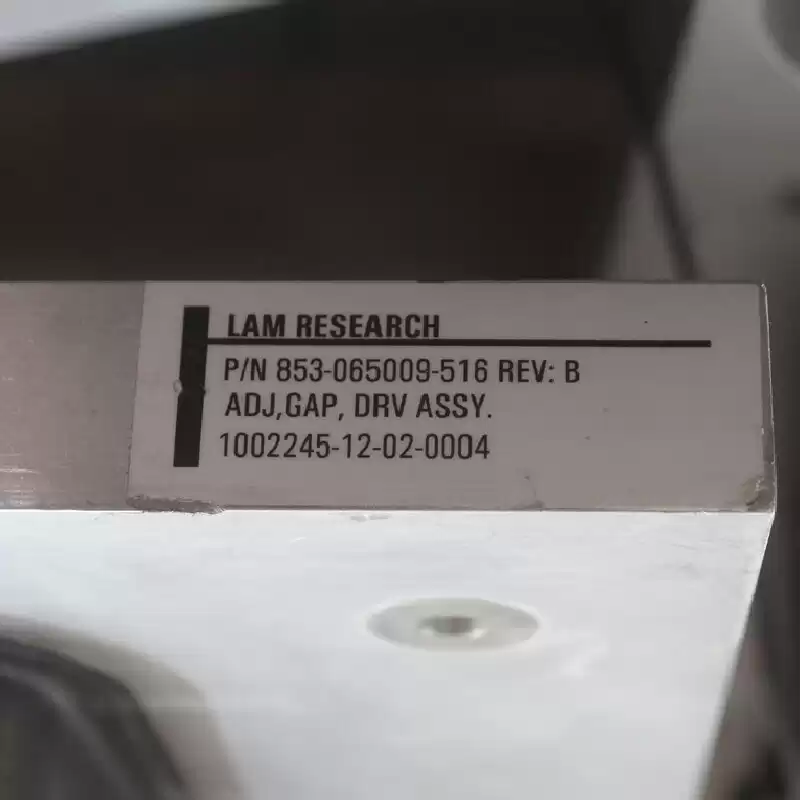 LAM RESEARCH
P/N 853-065009-516 REV: B
ADJ,GAP, DRV ASSY.
1002245-12-02-0004